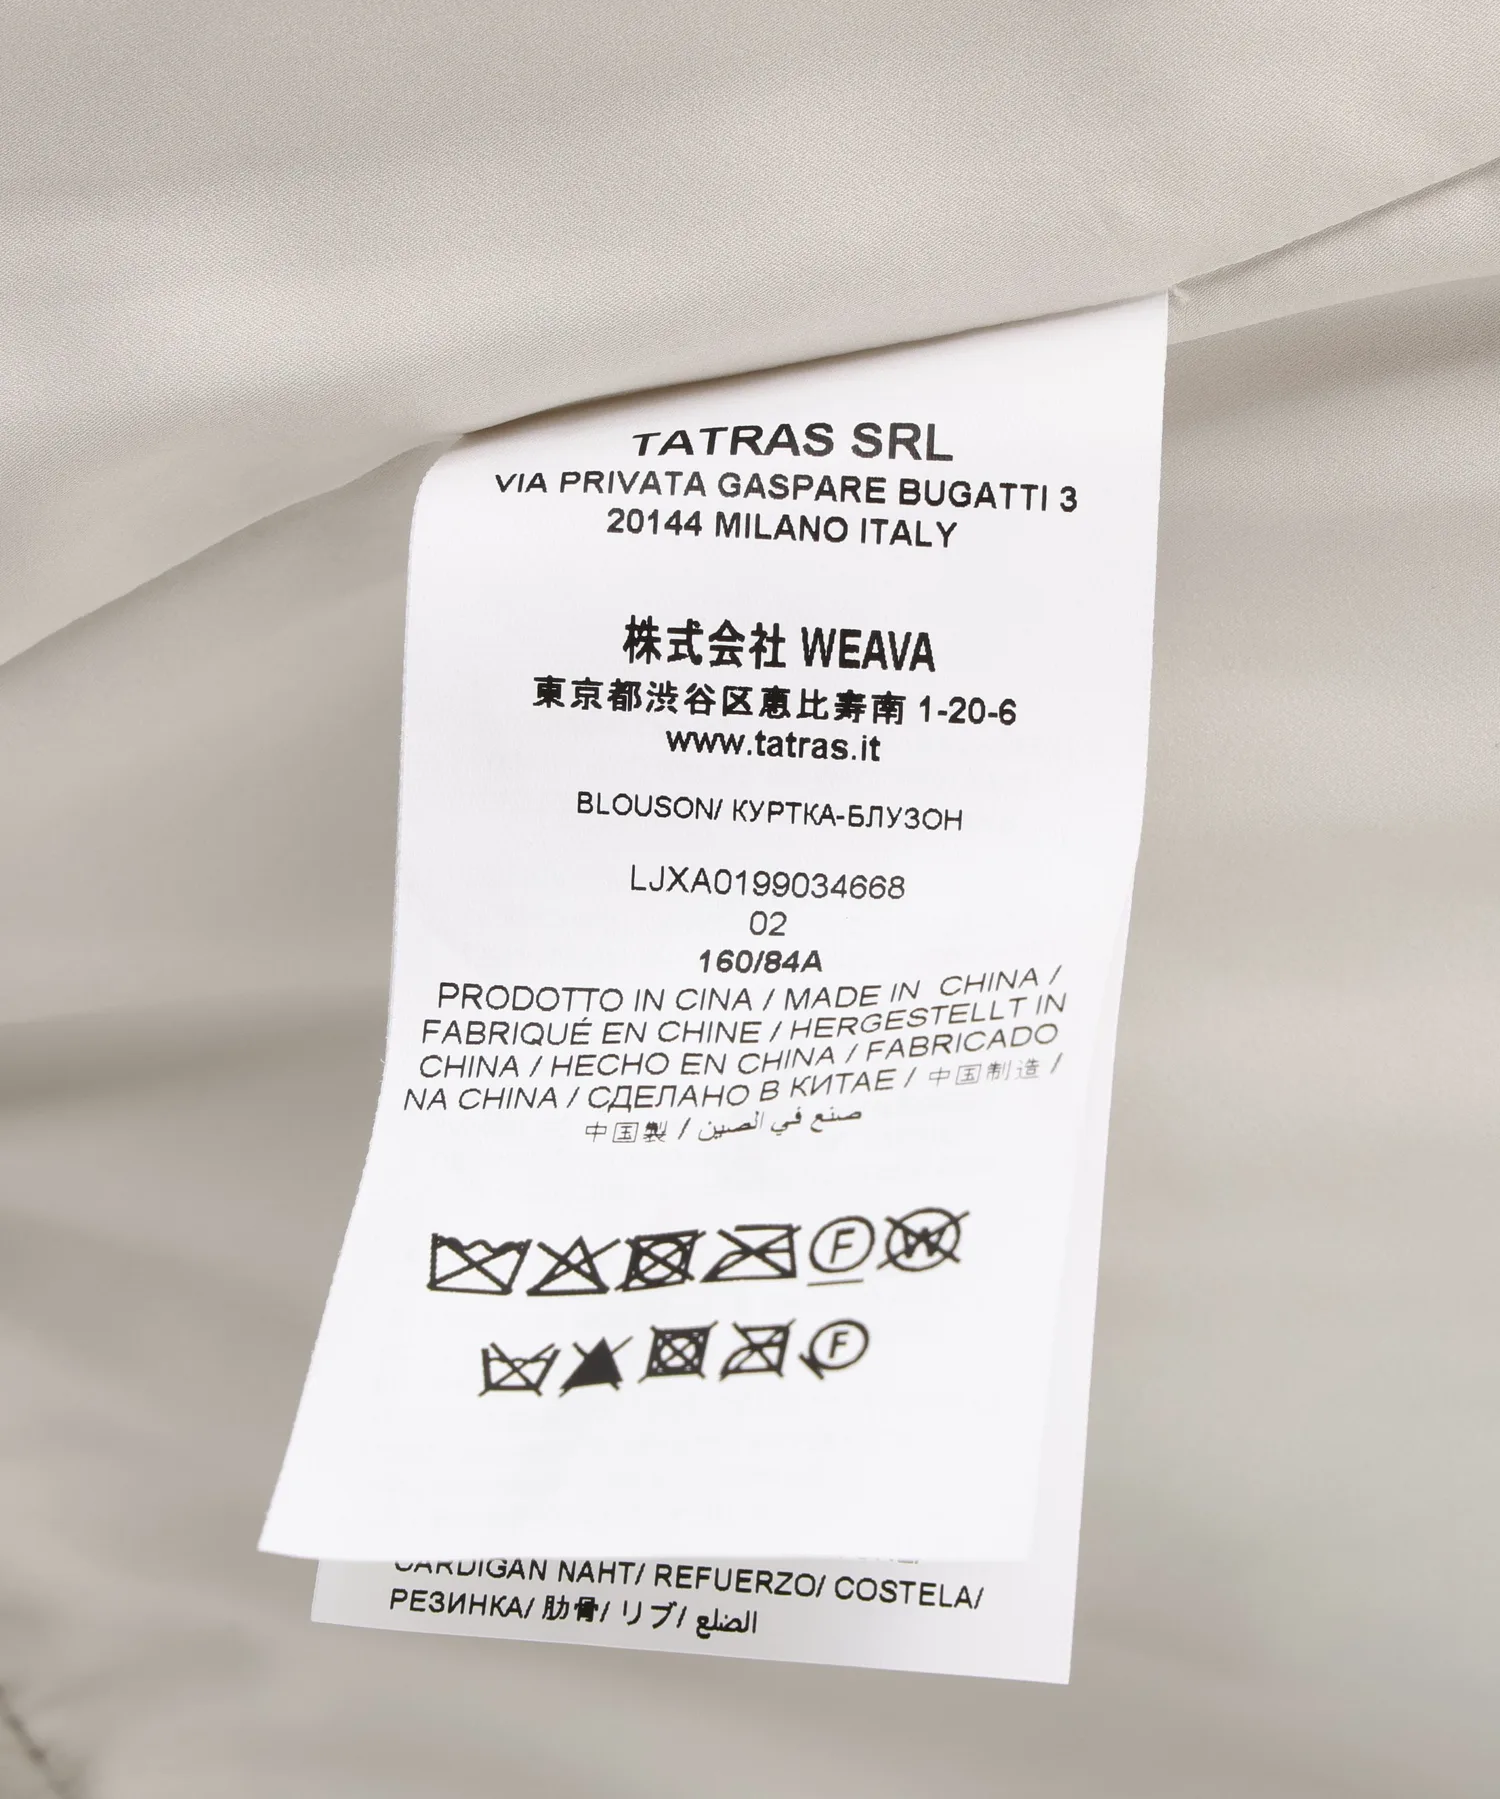 TATRAS SRL
VIA PRIVATA GASPARE BUGATTI 3
20144 MILANO ITALY
株式会社 WEAVA
東京都渋谷区恵比寿南 1-20-6
www.tatras.it
BLOUSON/ КУРТКА-БЛУЗОН
LJXA0199034668
02
160/84A
PRODOTTO IN CINA / MADE IN CHINA /
FABRIQUÉ EN CHINE / HERGESTELLT IN
CHINA / HECHO EN CHINA / FABRICADO
NA CHINA / СДЕЛАНО В КИТАЕ / 中国制造 /
中国製 / صنع في الصين
F W
F
CARDIGAN NAHT/ REFUERZO/ COSTELA/
РЕЗИНКА/ 肋骨/ リブ/ الضلع